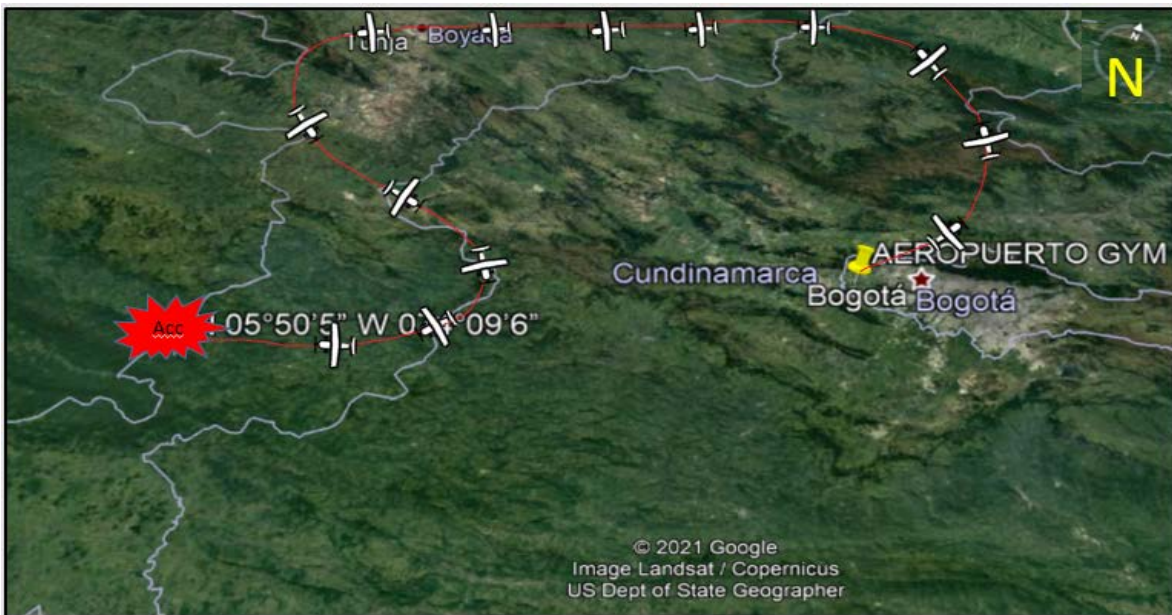 Tunja
Boyacá
N
AEROPUERTO GYM
Cundinamarca
Bogotá
Bogotá
Acc
05°50'5" W 09'6"
© 2021 Google
Image Landsat / Copernicus
US Dept of State Geographer